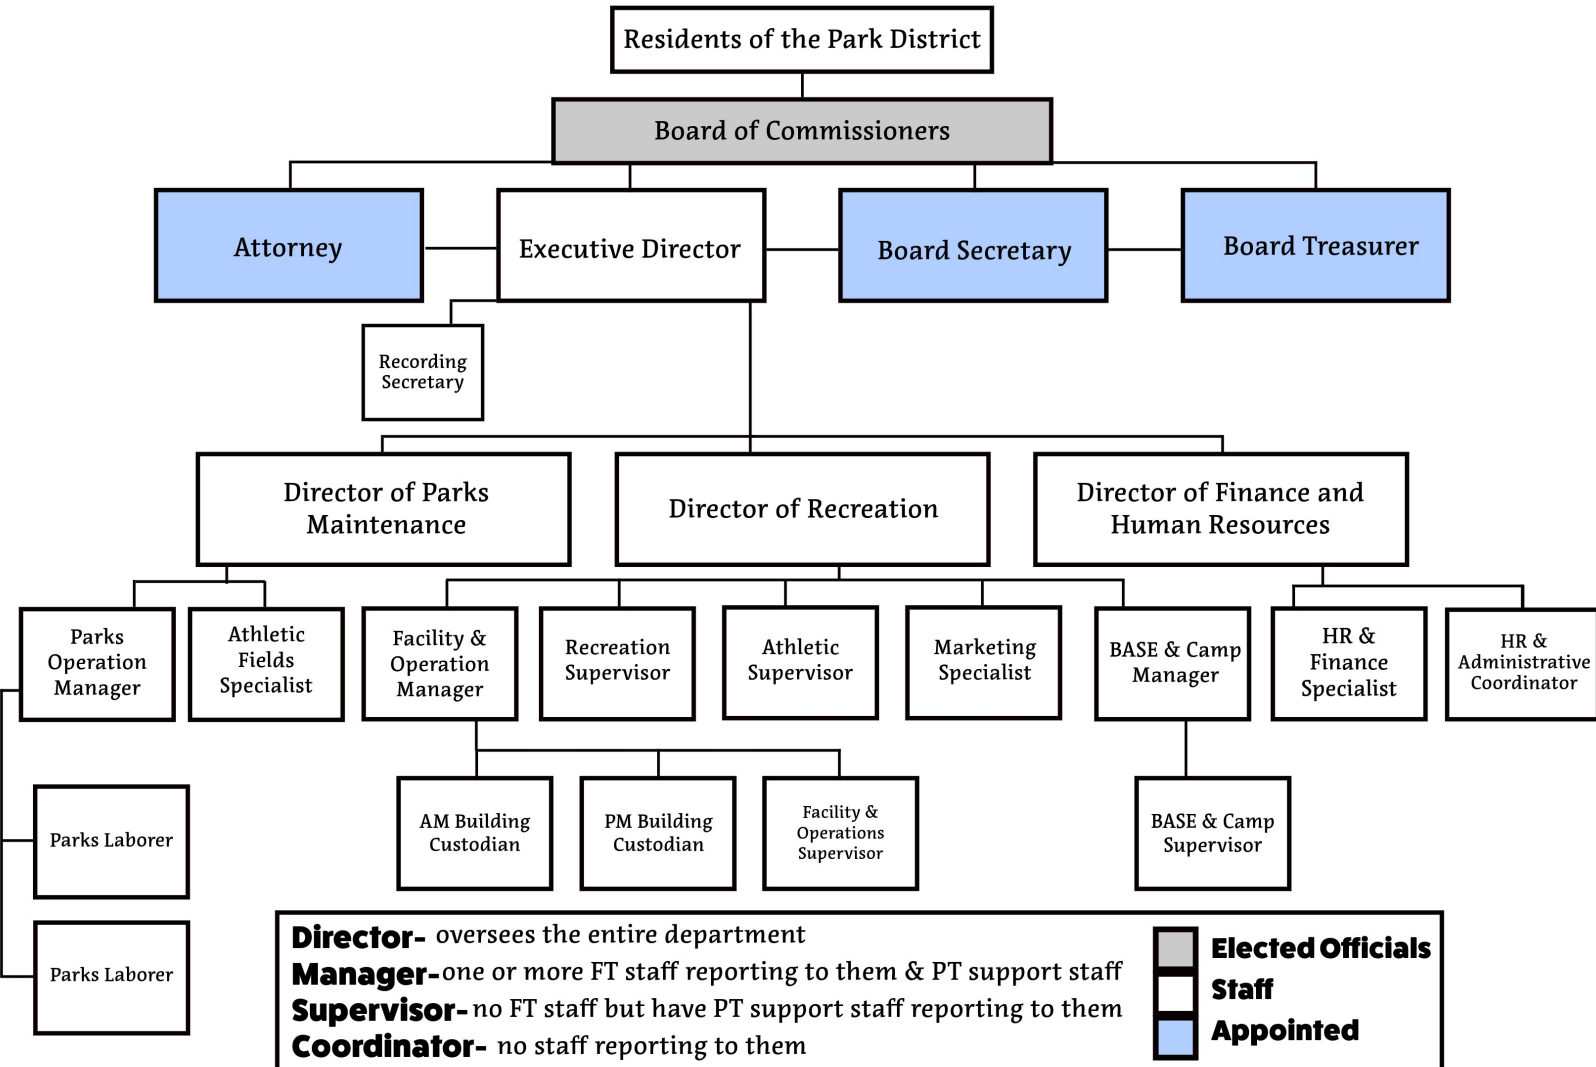 Residents of the Park District
Board of Commissioners
Attorney
Executive Director
Board Secretary
Board Treasurer
Recording
Secretary
Director of Parks
Maintenance
Director of Recreation
Director of Finance and
Human Resources
Parks
Operation
Manager
Athletic
Fields
Specialist
Facility &
Operation
Manager
Recreation
Supervisor
Athletic
Supervisor
Marketing
Specialist
BASE & Camp
Manager
HR &
Finance
Specialist
HR &
Administrative
Coordinator
Parks Laborer
AM Building
Custodian
PM Building
Custodian
Facility &
Operations
Supervisor
BASE & Camp
Supervisor
Parks Laborer
Director- oversees the entire department
Manager-one or more FT staff reporting to them & PT support staff
Supervisor- no FT staff but have PT support staff reporting to them
Coordinator- no staff reporting to them
Elected Officials
Staff
Appointed